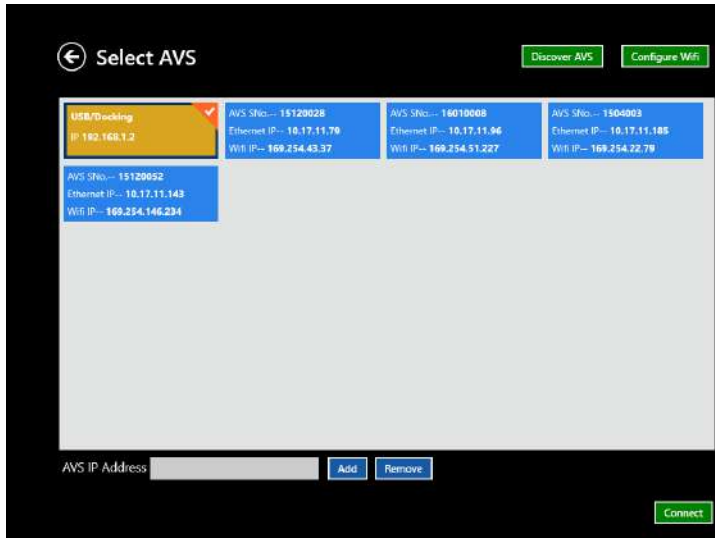 Select AVS
Discover AVS
Configure Wifi
USB/Docking
IP 192.168.1.2
AVS SNo.-- 15120028
Ethernet IP-- 10.17.11.79
Wifi IP-- 169.254.43.37
AVS SNo.-- 16010008
Ethernet IP-- 10.17.11.96
Wifi IP-- 169.254.51.227
AVS SNo.-- 1504003
Ethernet IP-- 10.17.11.185
Wifi IP-- 169.254.22.79
AVS SNo.-- 15120052
Ethernet IP-- 10.17.11.143
Wifi IP-- 169.254.146.234
AVS IP Address
Add
Remove
Connect